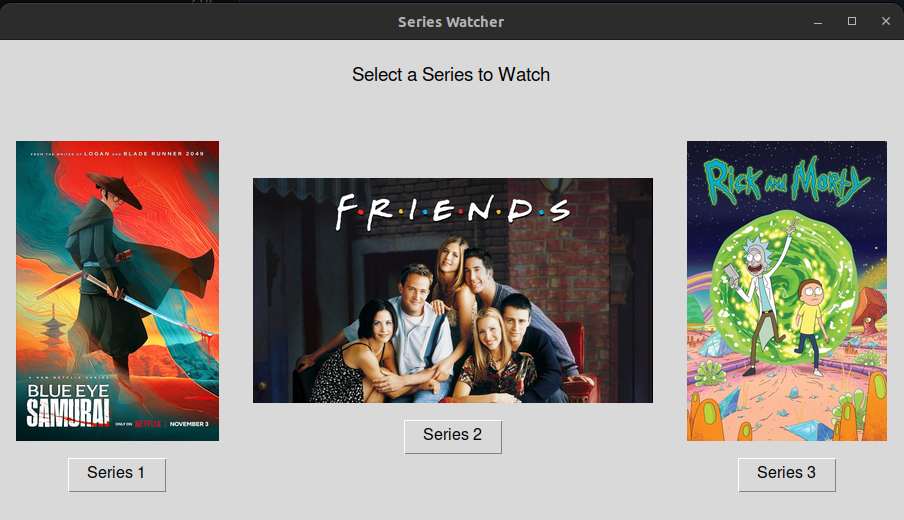 Series Watcher
Select a Series to Watch
FROM THE WRITER OF LOGAN AND BLADE RUNNER 2049
A NEW NETFLIX SERIES
BLUE EYE
SAMURAI
ONLY ON NETFLIX | NOVEMBER 3
Series 1
F•R•I•E•N•D•S
Series 2
Rick and Morty
Series 3